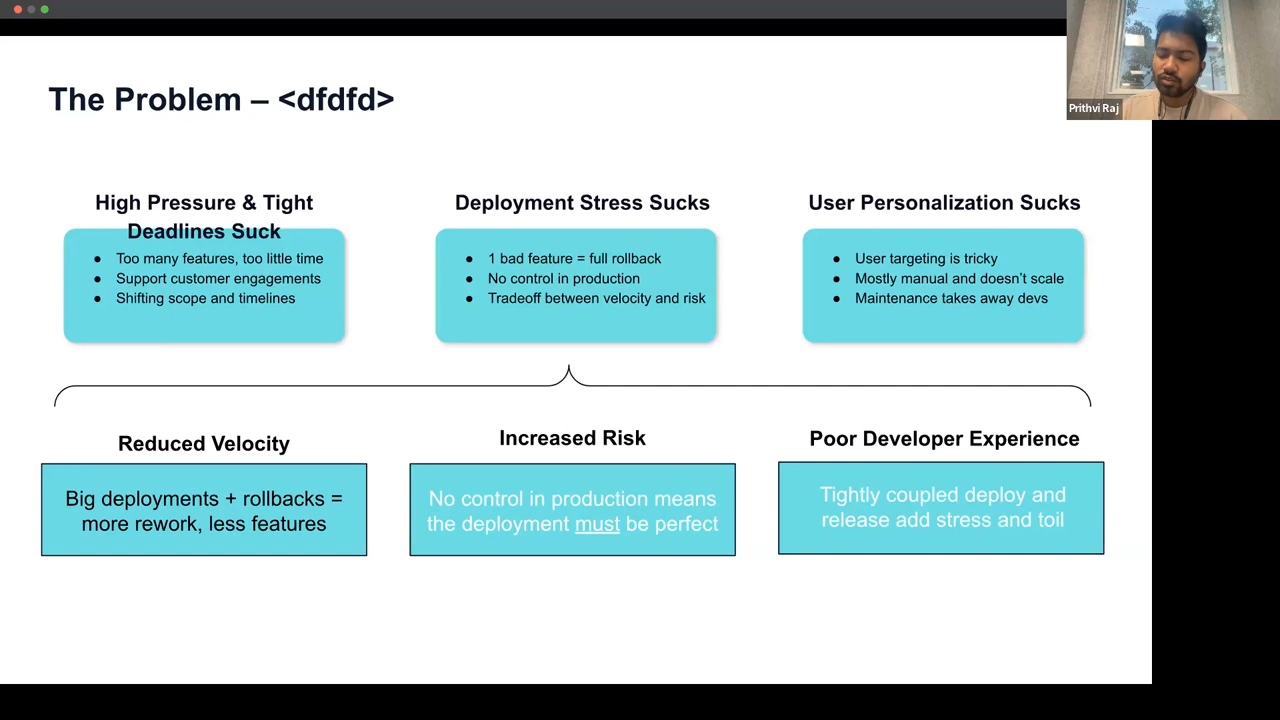 The Problem – <dfdfd>
Prithvi Raj
High Pressure & Tight
Deadlines Suck
● Too many features, too little time
● Support customer engagements
● Shifting scope and timelines
Deployment Stress Sucks
● 1 bad feature = full rollback
● No control in production
● Tradeoff between velocity and risk
User Personalization Sucks
● User targeting is tricky
● Mostly manual and doesn’t scale
● Maintenance takes away devs
Reduced Velocity
Big deployments + rollbacks =
more rework, less features
Increased Risk
No control in production means
the deployment must be perfect
Poor Developer Experience
Tightly coupled deploy and
release add stress and toil